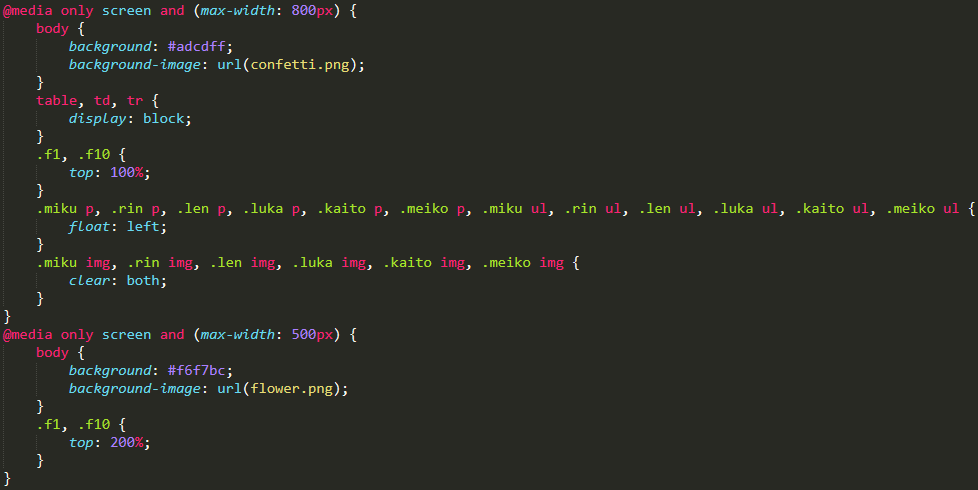 @media only screen and (max-width: 800px) {
    body {
        background: #adcdff;
        background-image: url(confetti.png);
    }
    table, td, tr {
        display: block;
    }
    .f1, .f10 {
        top: 100%;
    }
    .miku p, .rin p, .len p, .luka p, .kaito p, .meiko p, .miku ul, .rin ul, .len ul, .luka ul, .kaito ul, .meiko ul {
        float: left;
    }
    .miku img, .rin img, .len img, .luka img, .kaito img, .meiko img {
        clear: both;
    }
}
@media only screen and (max-width: 500px) {
    body {
        background: #f6f7bc;
        background-image: url(flower.png);
    }
    .f1, .f10 {
        top: 200%;
    }
}